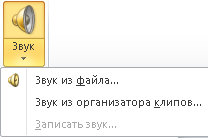 Звук
Звук из файла...
Звук из организатора клипов...
Записать звук...